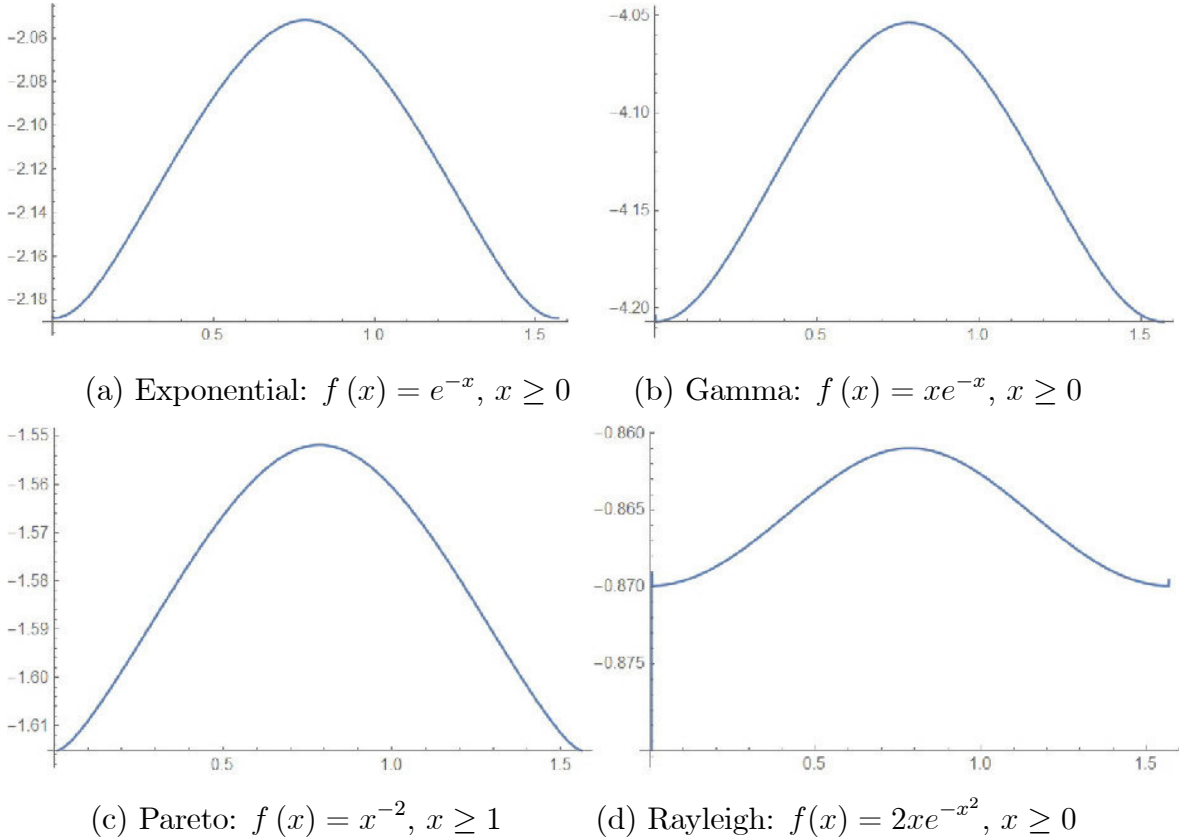 −2.06
−2.08
−2.10
−2.12
−2.14
−2.16
−2.18
0.5 1.0 1.5
−4.05
−4.10
−4.15
−4.20
0.5 1.0 1.5
(a) Exponential: f (x) = e^{−x}, x ≥ 0
(b) Gamma: f (x) = xe^{−x}, x ≥ 0
−1.55
−1.56
−1.57
−1.58
−1.59
−1.60
−1.61
0.5 1.0 1.5
−0.860
−0.865
−0.870
−0.875
0.5 1.0 1.5
(c) Pareto: f (x) = x^{−2}, x ≥ 1
(d) Rayleigh: f(x) = 2xe^{−x^2}, x ≥ 0